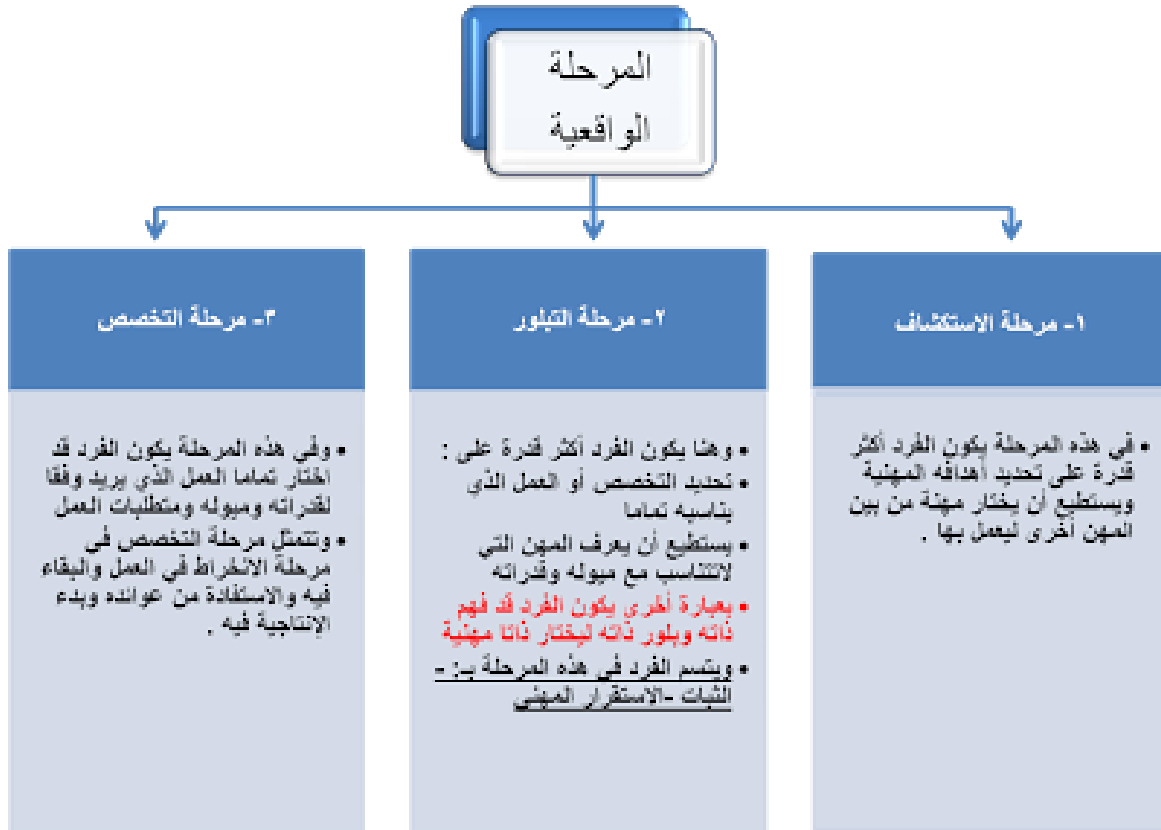 المرحلة
الواقعية
١- مرحلة الاستكشاف
• في هذه المرحلة يكون الفرد أكثر
قدرة على تحديد أهدافه المهنية
ويستطيع أن يختار مهنة من بين
المهن أخرى ليعمل بها .
٢- مرحلة التبلور
• وهنا يكون الفرد أكثر قدرة على :
• تحديد التخصص أو العمل الذي
يناسبه تماما
• يستطيع أن يعرف المهن التي
لاتتناسب مع ميوله وقدراته
• بعبارة أخرى يكون الفرد قد فهم
ذاته وبلور ذاته ليختار ذاتا مهنية
• ويتسم الفرد في هذه المرحلة بـ: -
الثبات -الاستقرار المهني
٣- مرحلة التخصص
• وفي هذه المرحلة يكون الفرد قد
اختار تماما العمل الذي يريد وفقا
لقدراته وميوله ومتطلبات العمل
• وتتمثل مرحلة التخصص في
مرحلة الانخراط في العمل والبقاء
فيه والاستفادة من عوائده وبدء
الإنتاجية فيه .